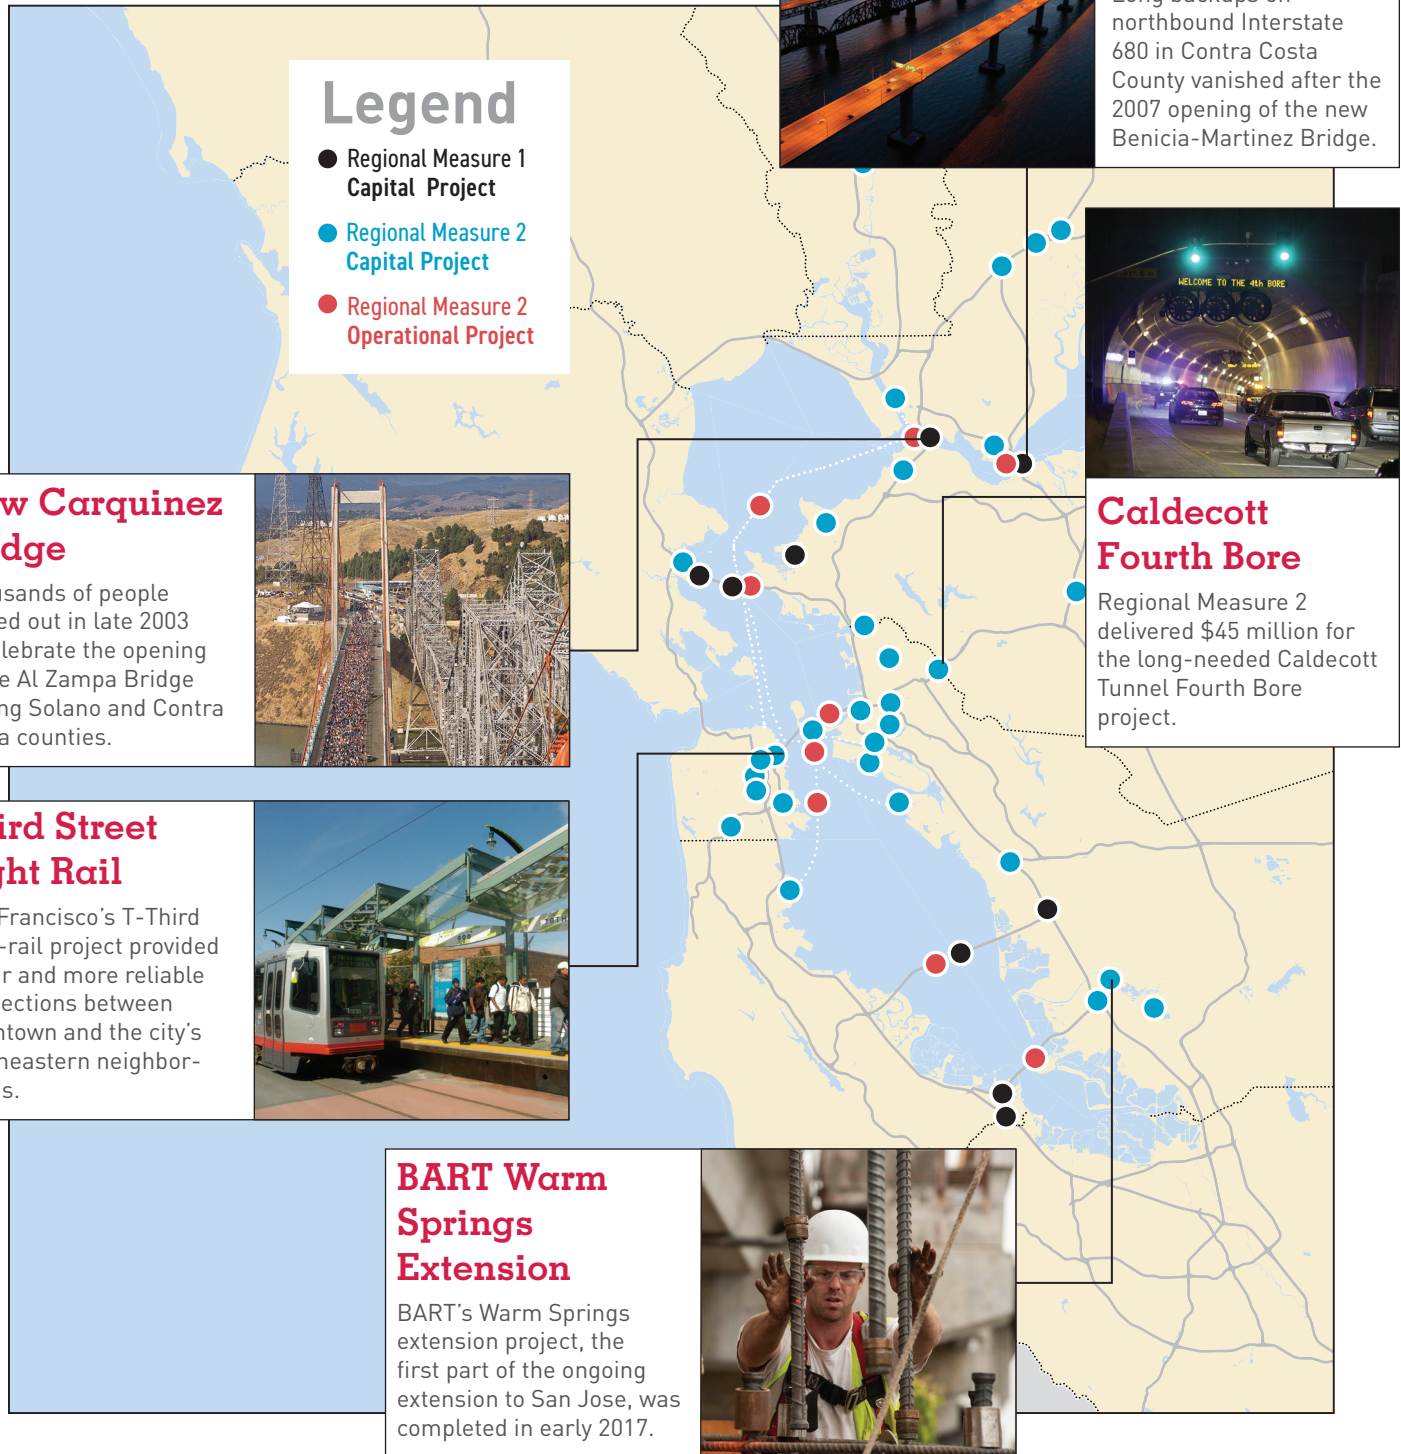 northbound Interstate
680 in Contra Costa
County vanished after the
2007 opening of the new
Benicia-Martinez Bridge.
Legend
Regional Measure 1
Capital Project
Regional Measure 2
Capital Project
Regional Measure 2
Operational Project
WELCOME TO THE 4th BORE
Caldecott
Fourth Bore
Regional Measure 2
delivered $45 million for
the long-needed Caldecott
Tunnel Fourth Bore
project.
w Carquinez
dge
usands of people
ed out in late 2003
lebrate the opening
e Al Zampa Bridge
ng Solano and Contra
a counties.
ird Street
ght Rail
Francisco's T-Third
-rail project provided
r and more reliable
ections between
ntown and the city's
heastern neighbor-
s.
BART Warm
Springs
Extension
BART's Warm Springs
extension project, the
first part of the ongoing
extension to San Jose, was
completed in early 2017.